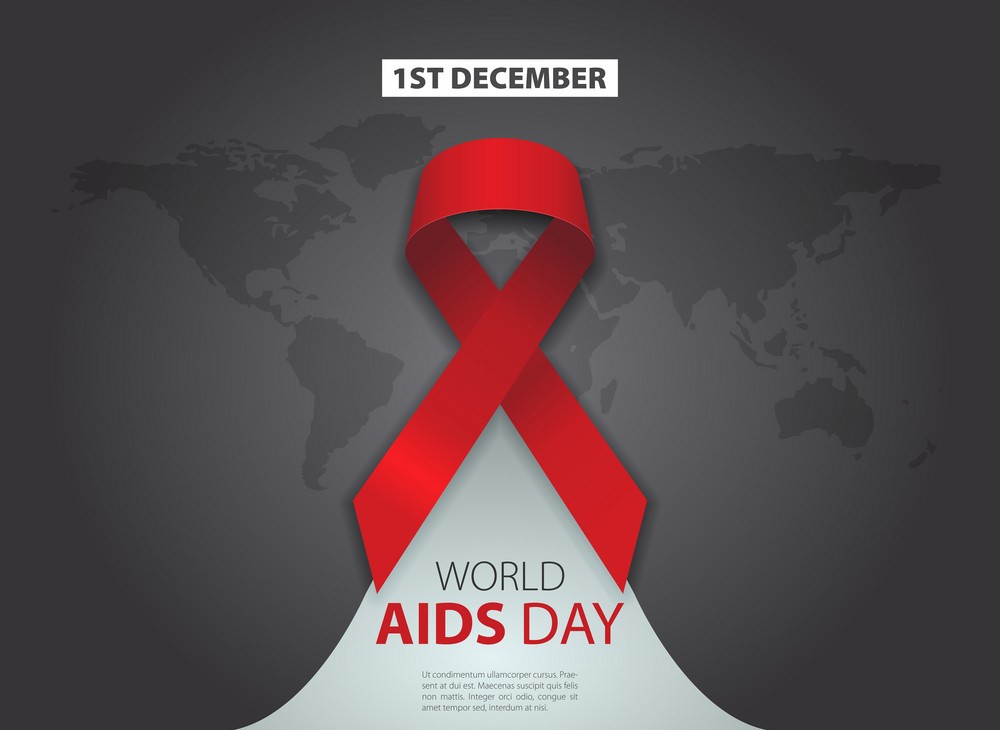 1ST DECEMBER
WORLD
AIDS DAY
Ut condimentum ullamcorper cursus. Prae-
sent at dui est. Maecenas suscipit quis felis
non mattis. Integer orci odio, congue sit
amet tempor sed, interdum at nisi.